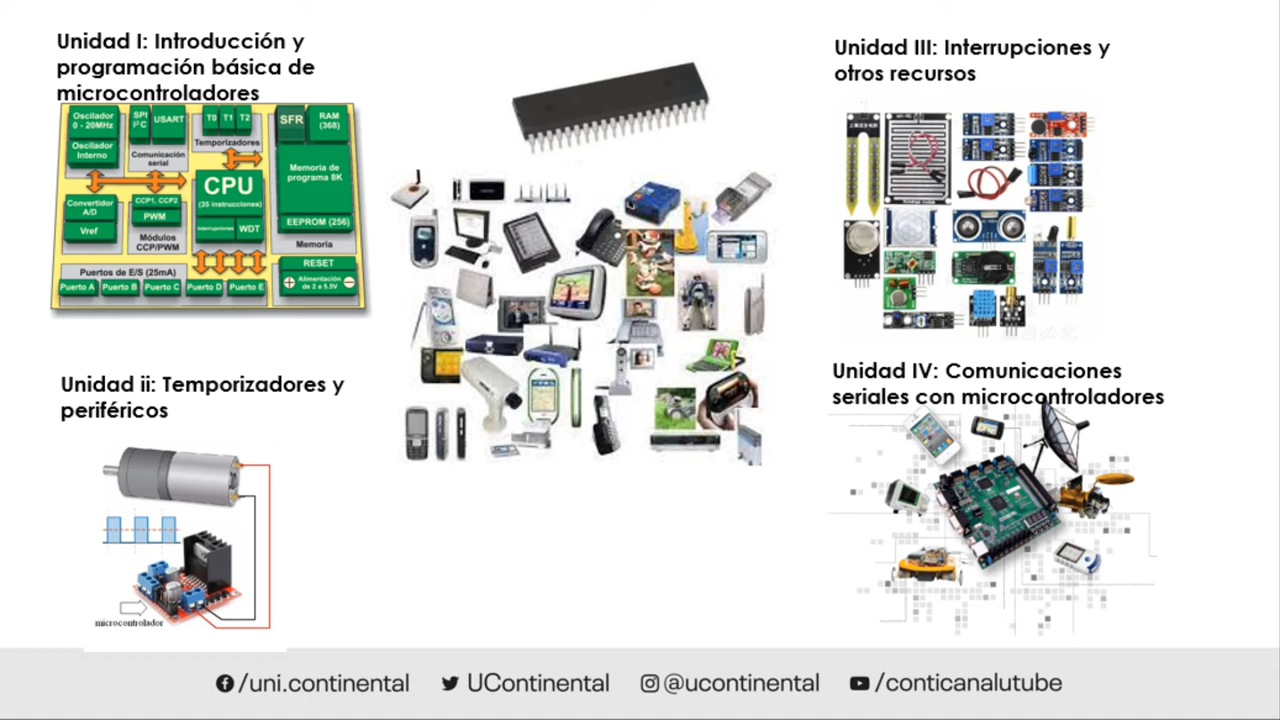 Unidad I: Introducción y
programación básica de
microcontroladores
Oscilador
0 - 20MHz
Oscilador
Interno
SPI
I²C
USART
Comunicación
serial
T0
T1
T2
Temporizadores
SFR
RAM
(368)
Memoria de
programa 8K
CPU
(35 instrucciones)
Interrupciones
WDT
EEPROM (256)
Memoria
Convertidor
A/D
Vref
CCP1, CCP2
PWM
Módulos
CCP/PWM
RESET
Alimentación
de 2 a 5.5V
Puertos de E/S (25mA)
Puerto A
Puerto B
Puerto C
Puerto D
Puerto E
Unidad ii: Temporizadores y
periféricos
microcontrolador
Unidad III: Interrupciones y
otros recursos
Unidad IV: Comunicaciones
seriales con microcontroladores
/uni.continental
UContinental
@ucontinental
/conticanalutube